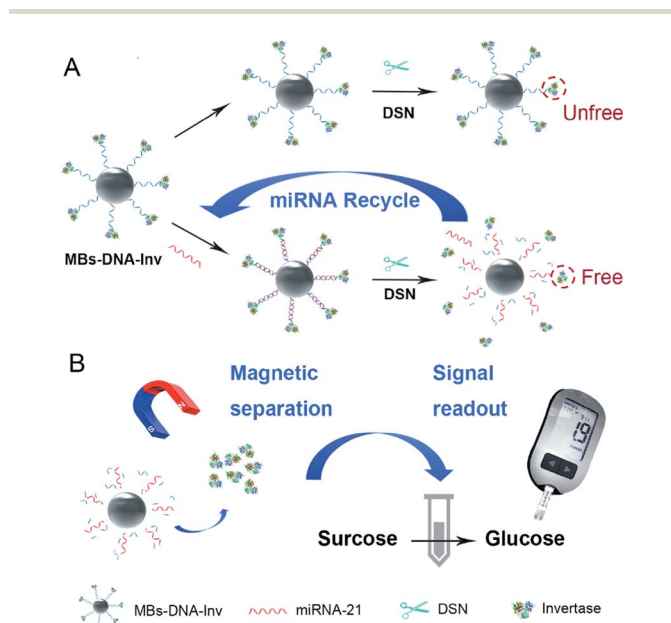 A
DSN
Unfree
miRNA Recycle
MBs-DNA-Inv
DSN
Free
B
Magnetic
separation
Signal
readout
N
S
Surcose
Glucose
MBs-DNA-Inv
miRNA-21
DSN
Invertase